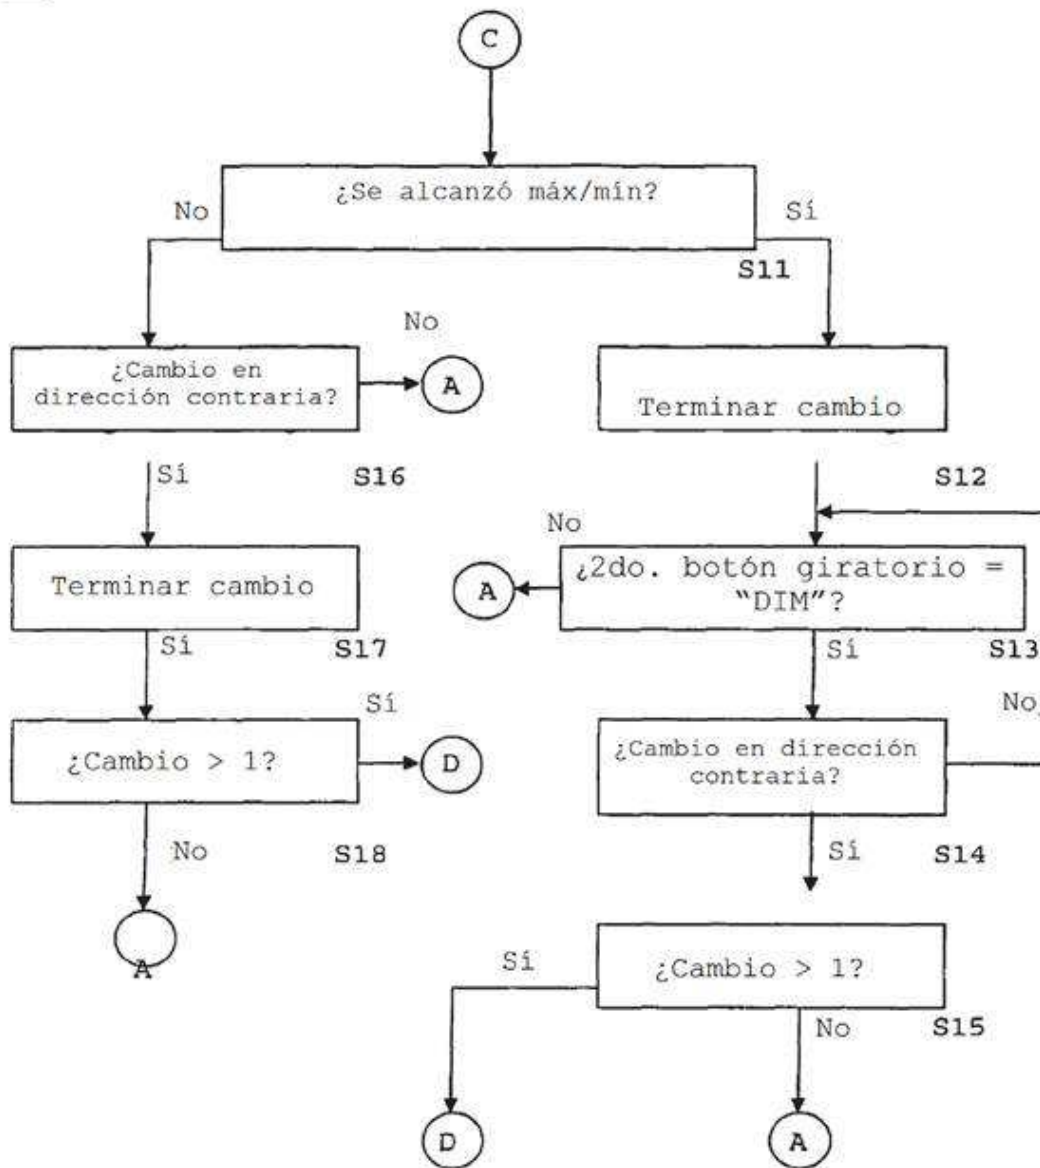 C
¿Se alcanzó máx/mín?
No
Sí
S11
No
¿Cambio en
dirección contraria?
A
Terminar cambio
Sí
S16
S12
No
Terminar cambio
A
¿2do. botón giratorio =
“DIM”?
Sí
S17
Sí
S13
Sí
No
¿Cambio > 1?
D
¿Cambio en dirección
contraria?
No
S18
Sí
S14
A
Sí
¿Cambio > 1?
No
S15
D
A